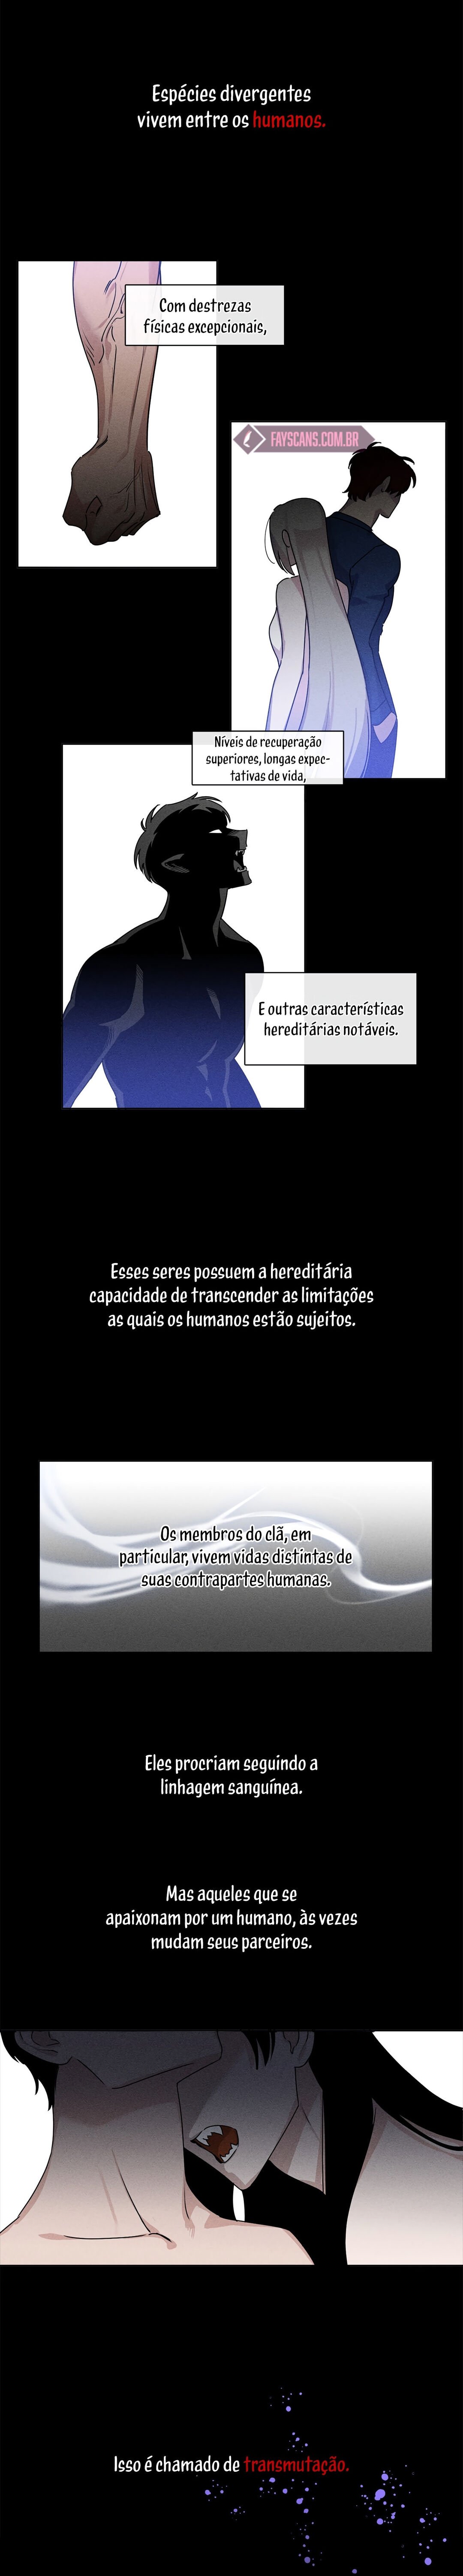 Espécies divergentes
vivem entre os humanos.
Com destrezas
físicas excepcionais,
FAYSCANS.COM.BR
Níveis de recuperação
superiores, longas expec-
tativas de vida,
E outras características
hereditárias notáveis.
Esses seres possuem a hereditária
capacidade de transcender as limitações
as quais os humanos estão sujeitos.
Os membros do clã, em
particular, vivem vidas distintas de
suas contrapartes humanas.
Eles procriam seguindo a
linhagem sanguínea.
Mas aqueles que se
apaixonam por um humano, às vezes
mudam seus parceiros.
Isso é chamado de transmutação.